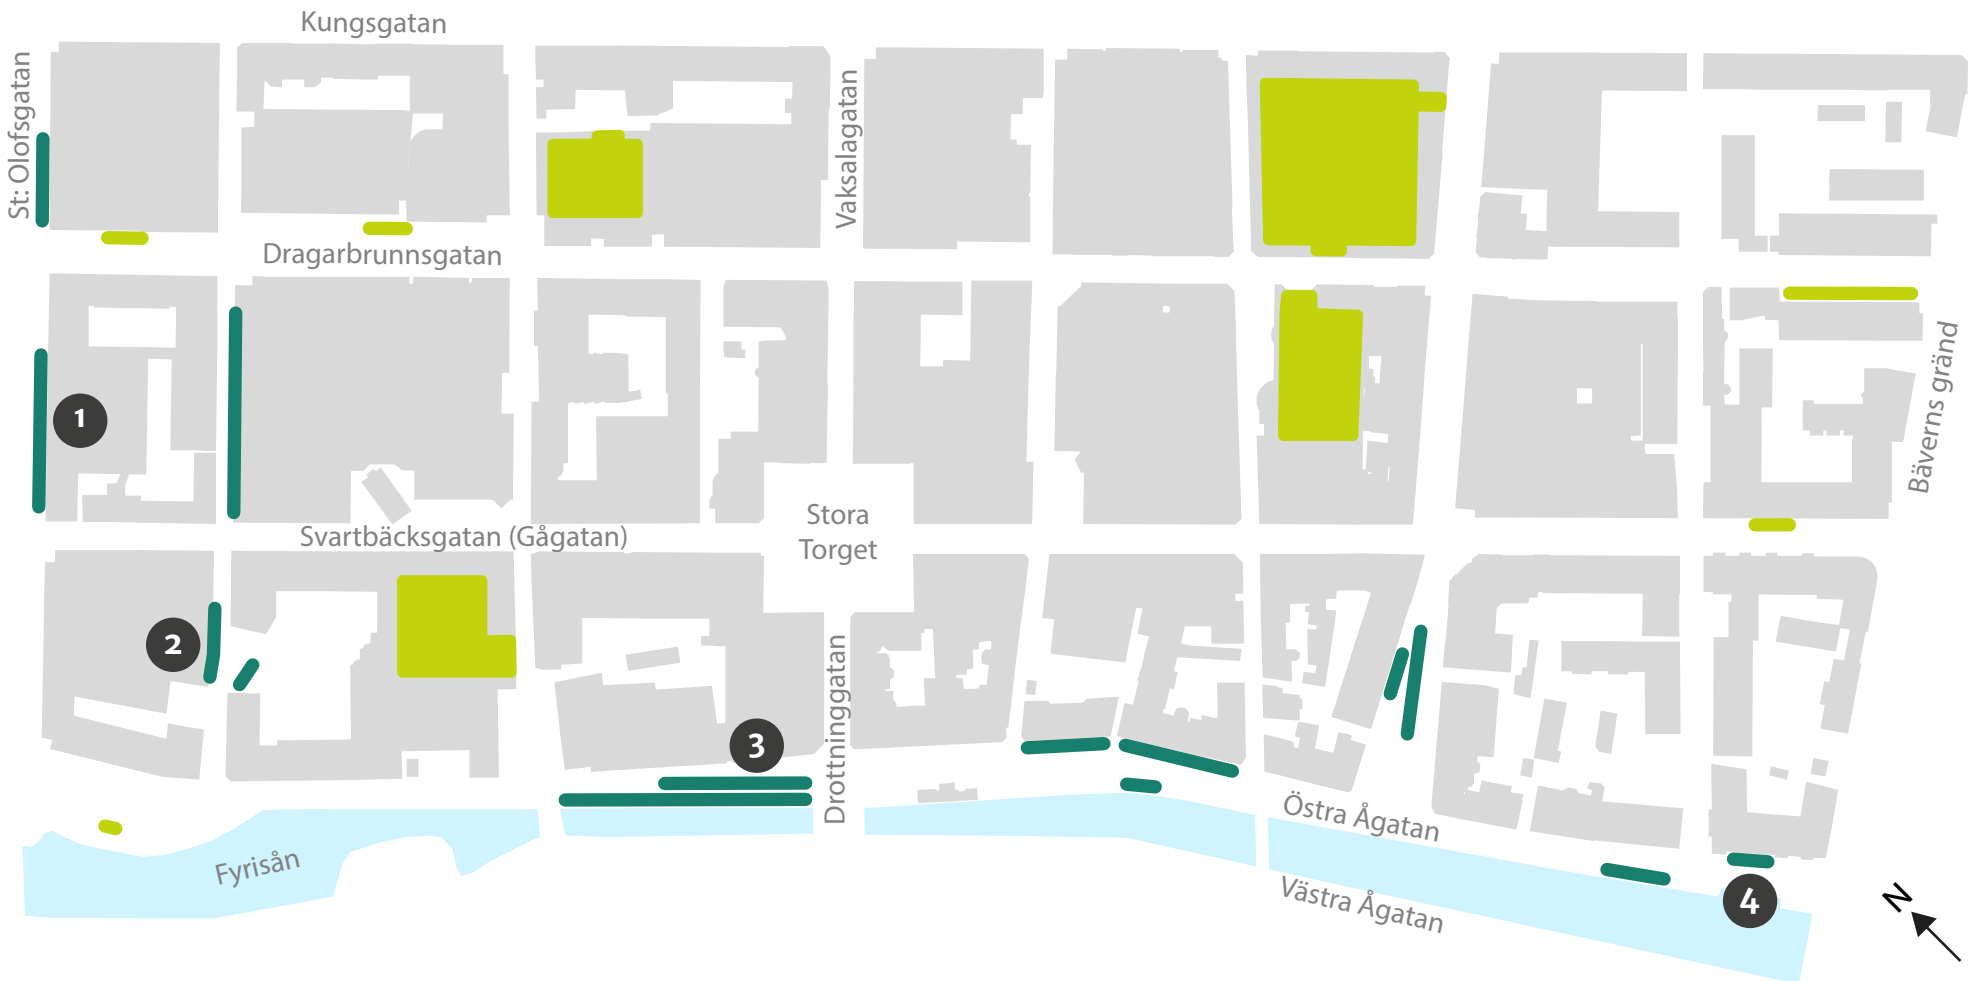 Kungsgatan
St: Olofsgatan
Vaksalagatan
Dragarbrunnsgatan
Bäverns gränd
1
Stora
Torget
Svartbäcksgatan (Gågatan)
2
3
Drottninggatan
Östra Ågatan
Fyrisån
Västra Ågatan
4
N